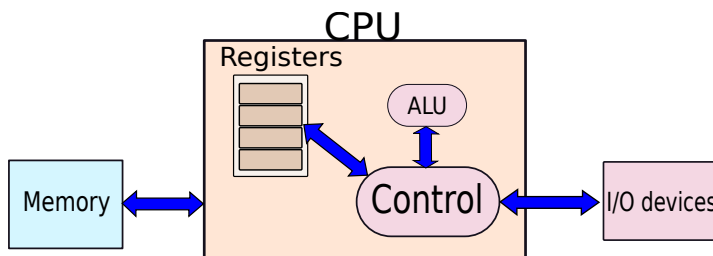 CPU
Registers
ALU
Memory
Control
I/O devices